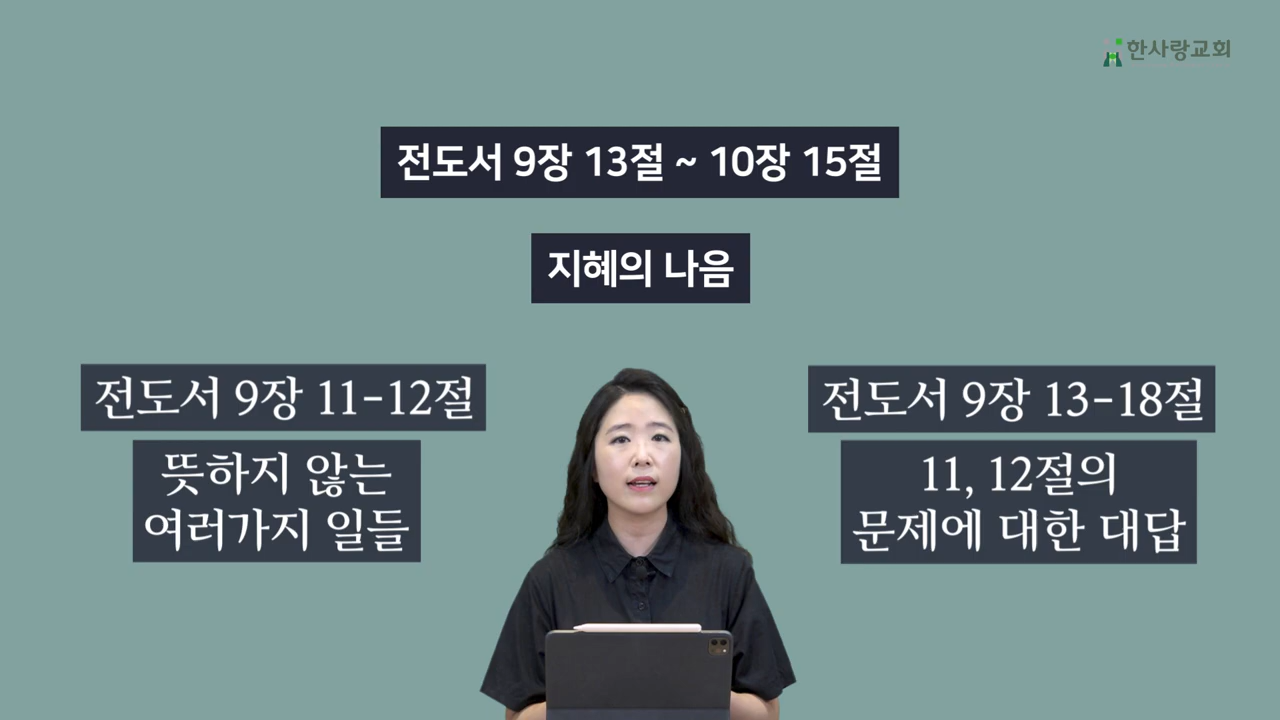 한사랑교회
전도서 9장 13절 ~ 10장 15절
지혜의 나음
전도서 9장 11-12절
뜻하지 않는
여러가지 일들
전도서 9장 13-18절
11, 12절의
문제에 대한 대답